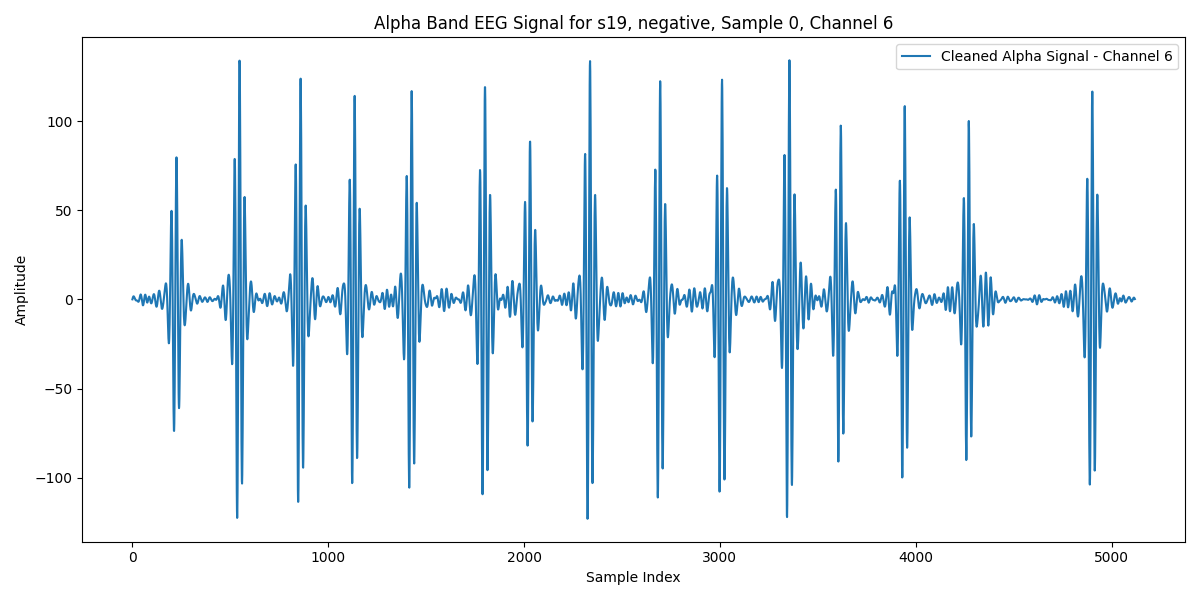 Alpha Band EEG Signal for s19, negative, Sample 0, Channel 6
Cleaned Alpha Signal - Channel 6
Amplitude
100
50
0
−50
−100
0 1000 2000 3000 4000 5000
Sample Index